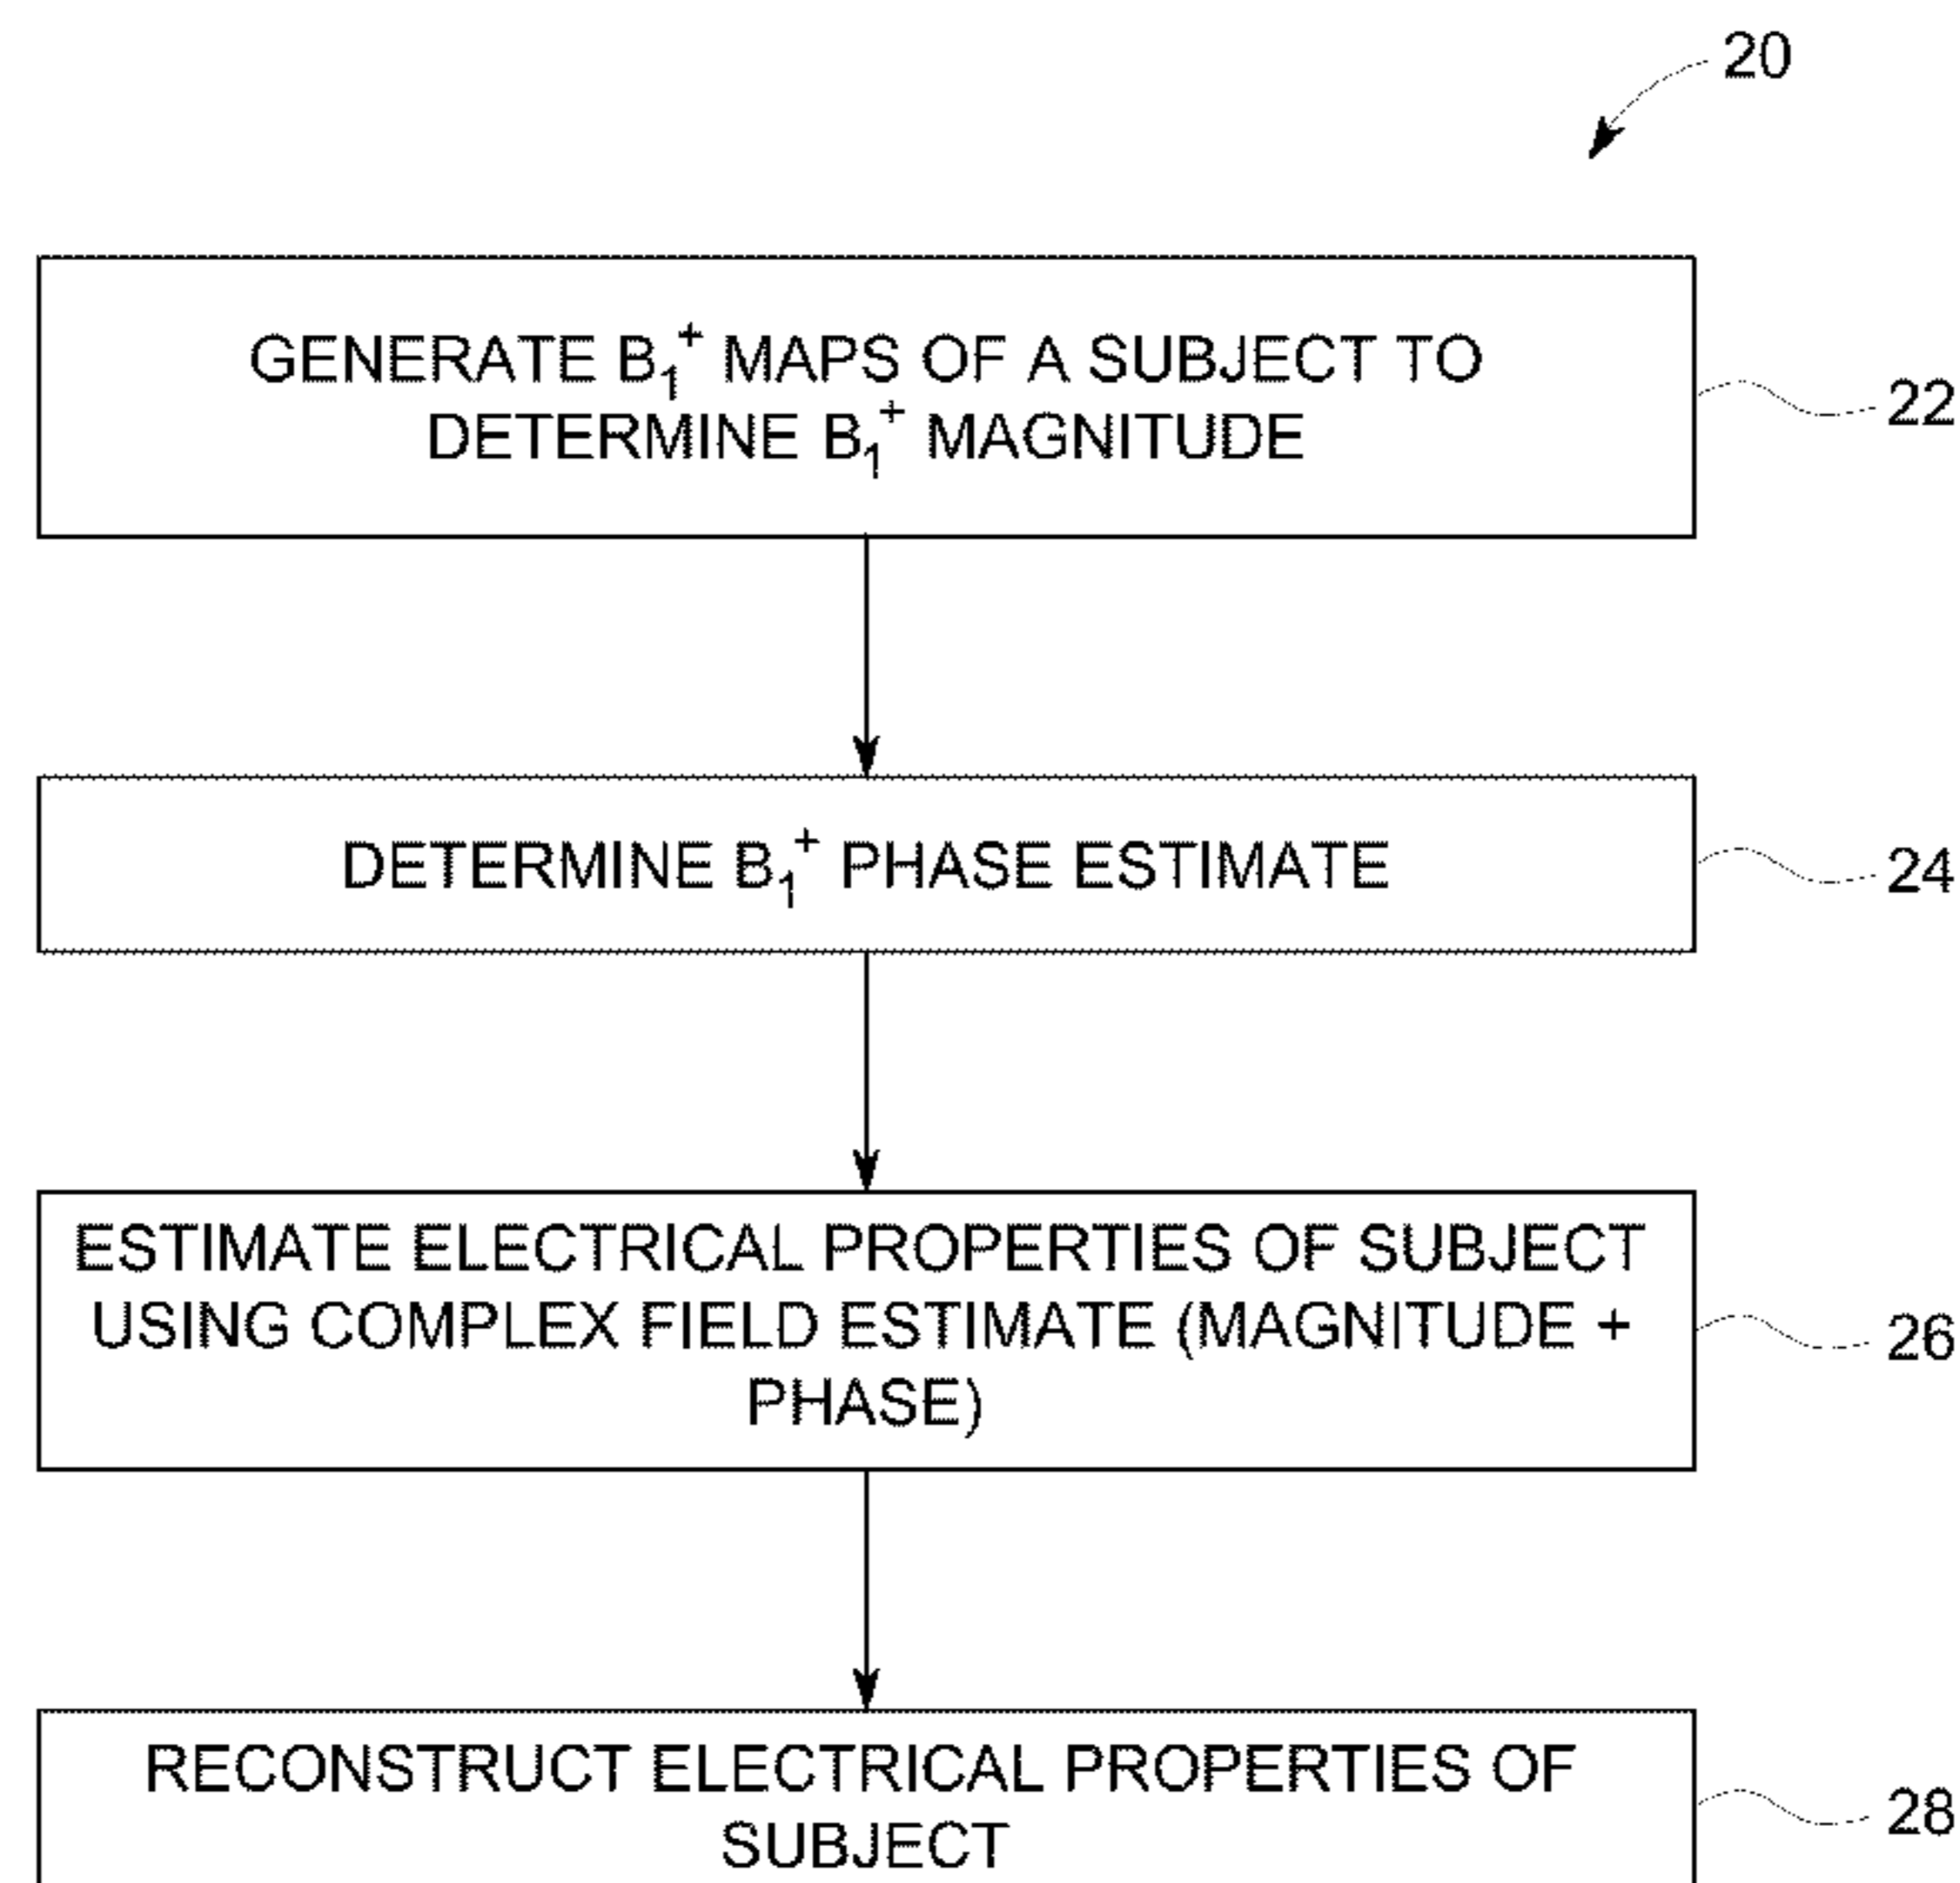 20
GENERATE B₁⁺ MAPS OF A SUBJECT TO
DETERMINE B₁⁺ MAGNITUDE
22
DETERMINE B₁⁺ PHASE ESTIMATE
24
ESTIMATE ELECTRICAL PROPERTIES OF SUBJECT
USING COMPLEX FIELD ESTIMATE (MAGNITUDE +
PHASE)
26
RECONSTRUCT ELECTRICAL PROPERTIES OF
SUBJECT
28